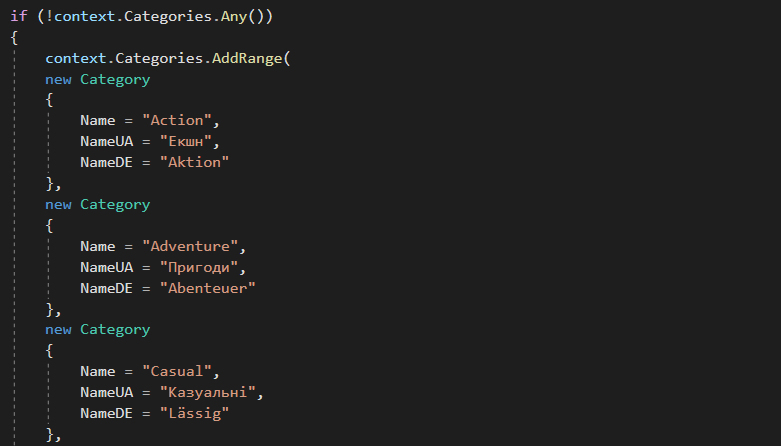 if (!context.Categories.Any())
{
context.Categories.AddRange(
new Category
{
Name = "Action",
NameUA = "Екшн",
NameDE = "Aktion"
},
new Category
{
Name = "Adventure",
NameUA = "Пригоди",
NameDE = "Abenteuer"
},
new Category
{
Name = "Casual",
NameUA = "Казуальні",
NameDE = "Lässig"
},